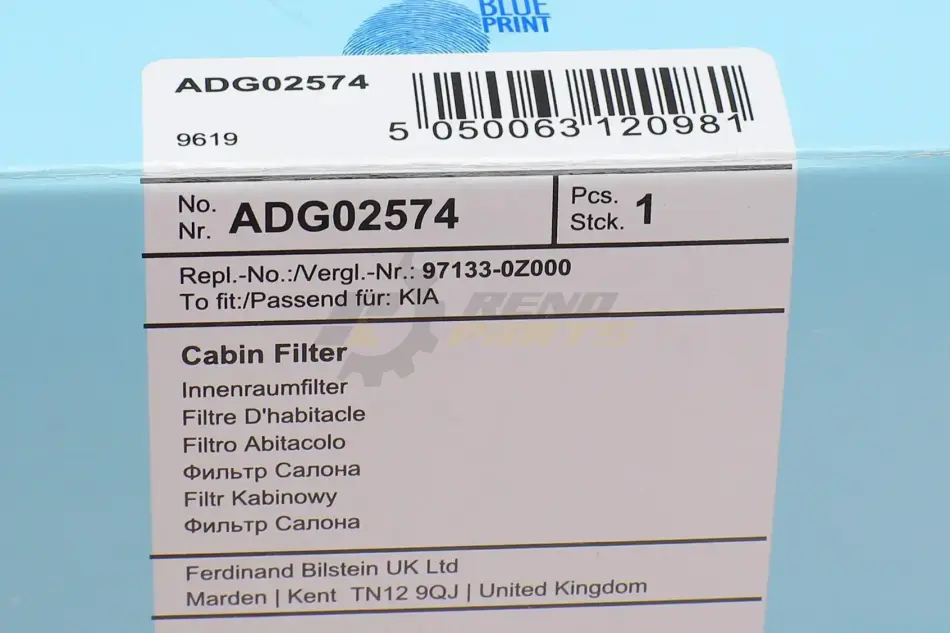 BLUE
PRINT
ADG02574
9619
5 050063 120981
No.
Nr. ADG02574
Pcs.
Stck. 1
Repl.-No.:/Vergl.-Nr.: 97133-0Z000
To fit:/Passend für: KIA
REND
PARTS
Cabin Filter
Innenraumfilter
Filtre D'habitacle
Filtro Abitacolo
Фильтр Салона
Filtr Kabinowy
Фильтр Салона
Ferdinand Bilstein UK Ltd
Marden | Kent TN12 9QJ | United Kingdom